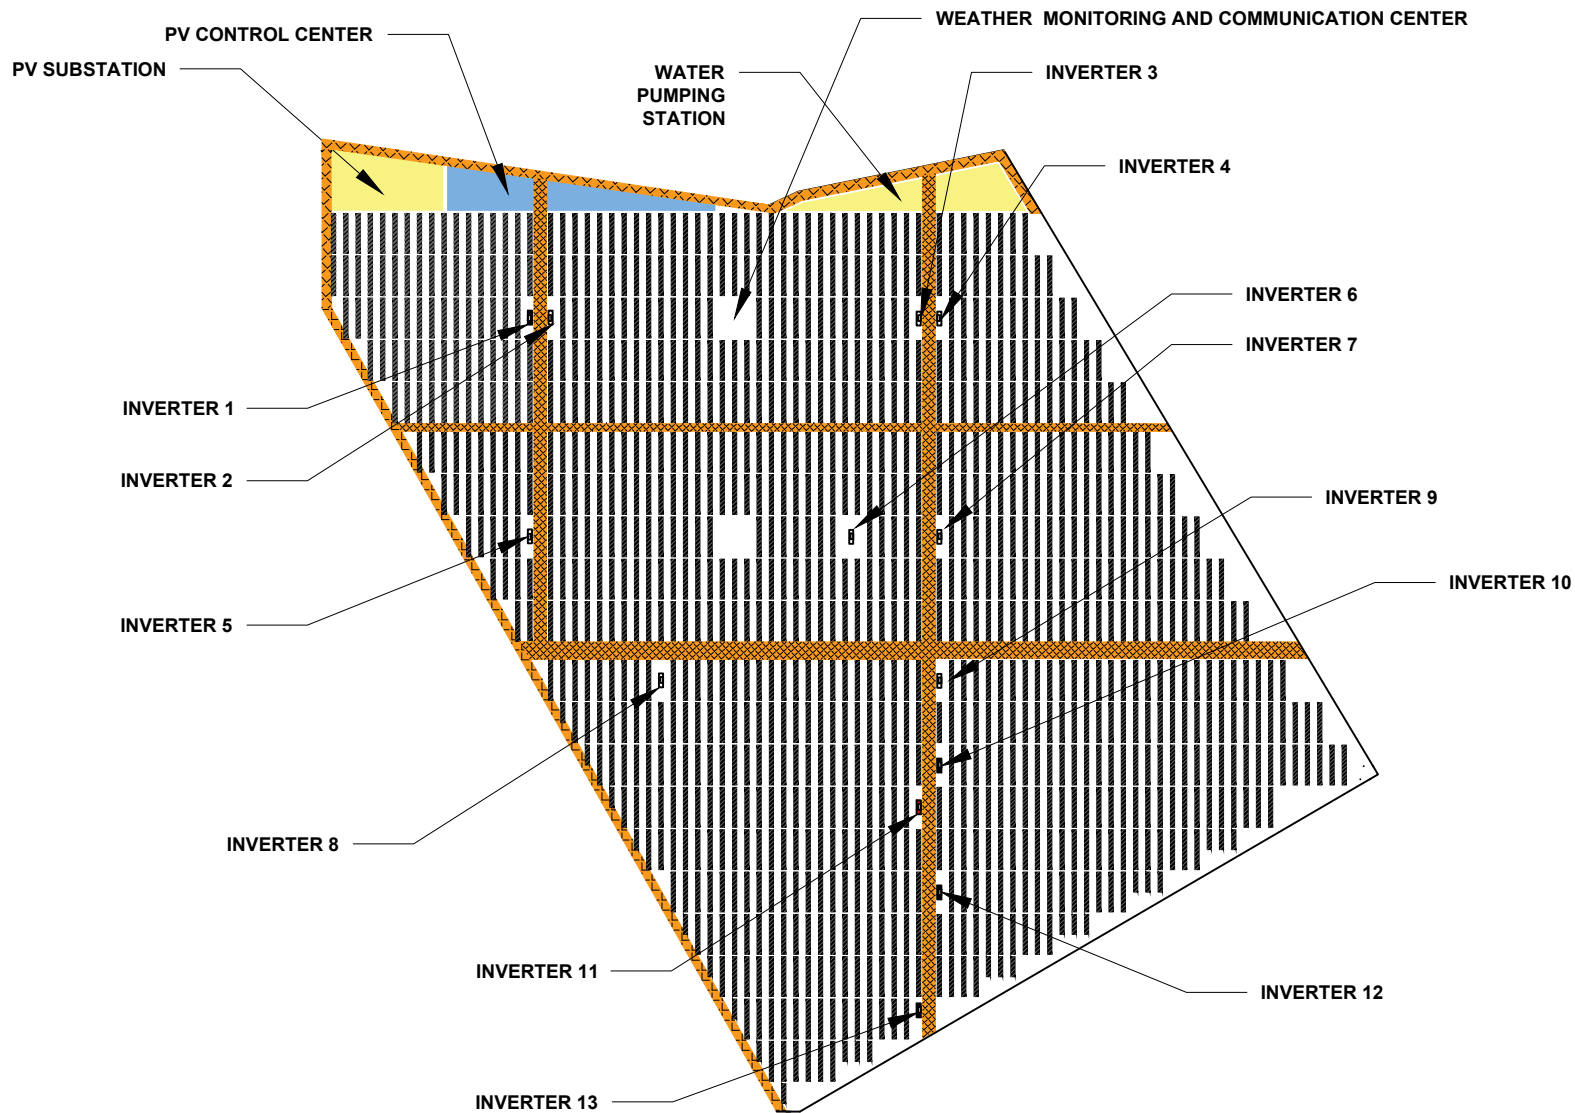 WEATHER MONITORING AND COMMUNICATION CENTER
PV CONTROL CENTER
PV SUBSTATION
WATER
PUMPING
STATION
INVERTER 3
INVERTER 4
INVERTER 6
INVERTER 7
INVERTER 1
INVERTER 2
INVERTER 9
INVERTER 10
INVERTER 5
INVERTER 8
INVERTER 11
INVERTER 12
INVERTER 13